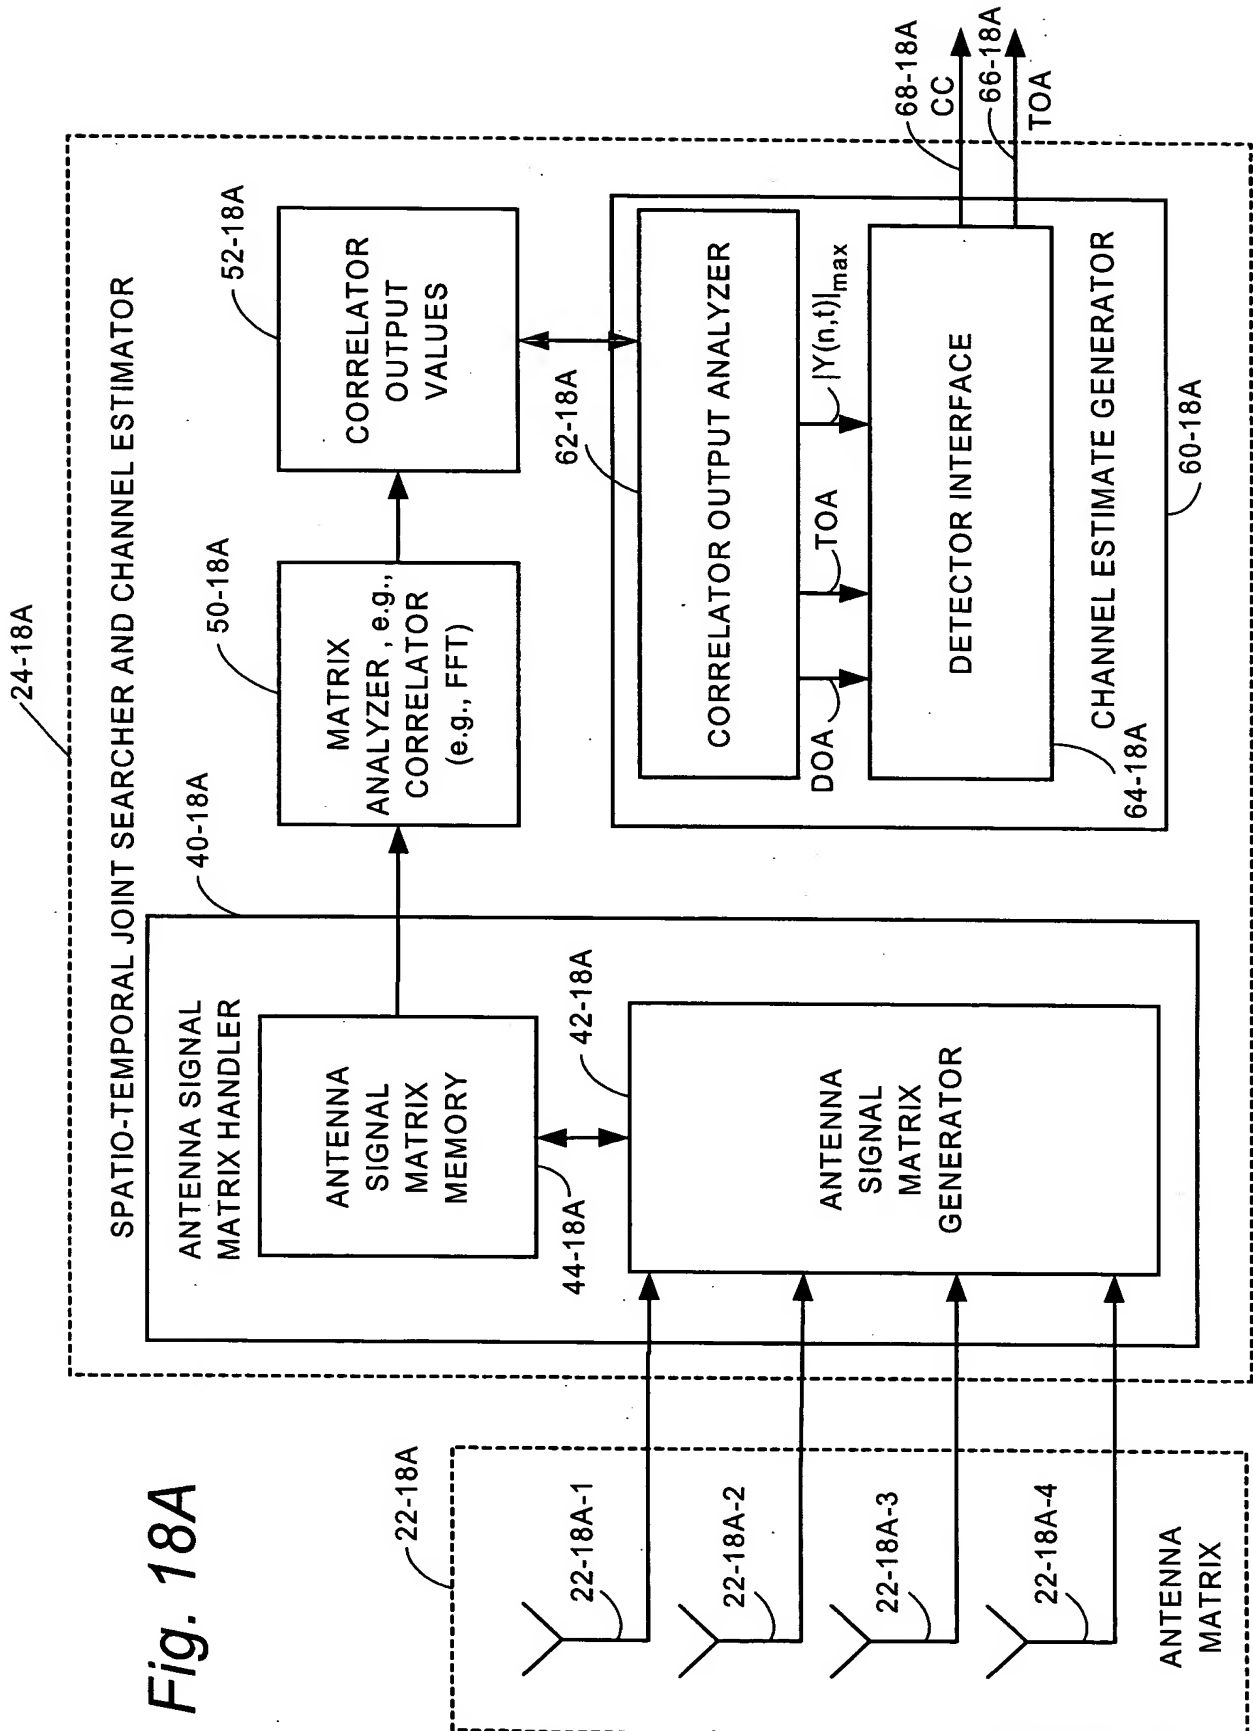 Fig. 18A
24-18A
SPATIO-TEMPORAL JOINT SEARCHER AND CHANNEL ESTIMATOR
22-18A
22-18A-1
22-18A-2
22-18A-3
22-18A-4
ANTENNA
MATRIX
40-18A
ANTENNA SIGNAL
MATRIX HANDLER
ANTENNA
SIGNAL
MATRIX
MEMORY
44-18A
42-18A
ANTENNA
SIGNAL
MATRIX
GENERATOR
50-18A
MATRIX
ANALYZER, e.g.,
CORRELATOR
(e.g., FFT)
52-18A
CORRELATOR
OUTPUT
VALUES
62-18A
CORRELATOR OUTPUT ANALYZER
DOA
TOA
|Y(n,t)|max
DETECTOR INTERFACE
64-18A
CHANNEL ESTIMATE GENERATOR
60-18A
68-18A
CC
66-18A
TOA